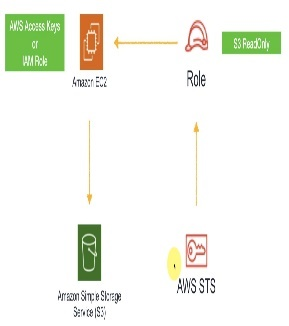 AWS Access Keys
or
IAM Role
Amazon EC2
Role
S3 ReadOnly
Amazon Simple Storage
Service (S3)
AWS STS